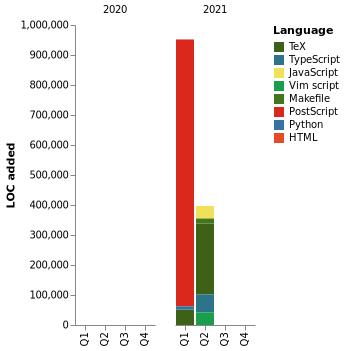 2020
2021
1,000,000
900,000
800,000
700,000
600,000
500,000
400,000
300,000
200,000
100,000
0
LOC added
Q1
Q2
Q3
Q4
Q1
Q2
Q3
Q4
Language
TeX
TypeScript
JavaScript
Vim script
Makefile
PostScript
Python
HTML